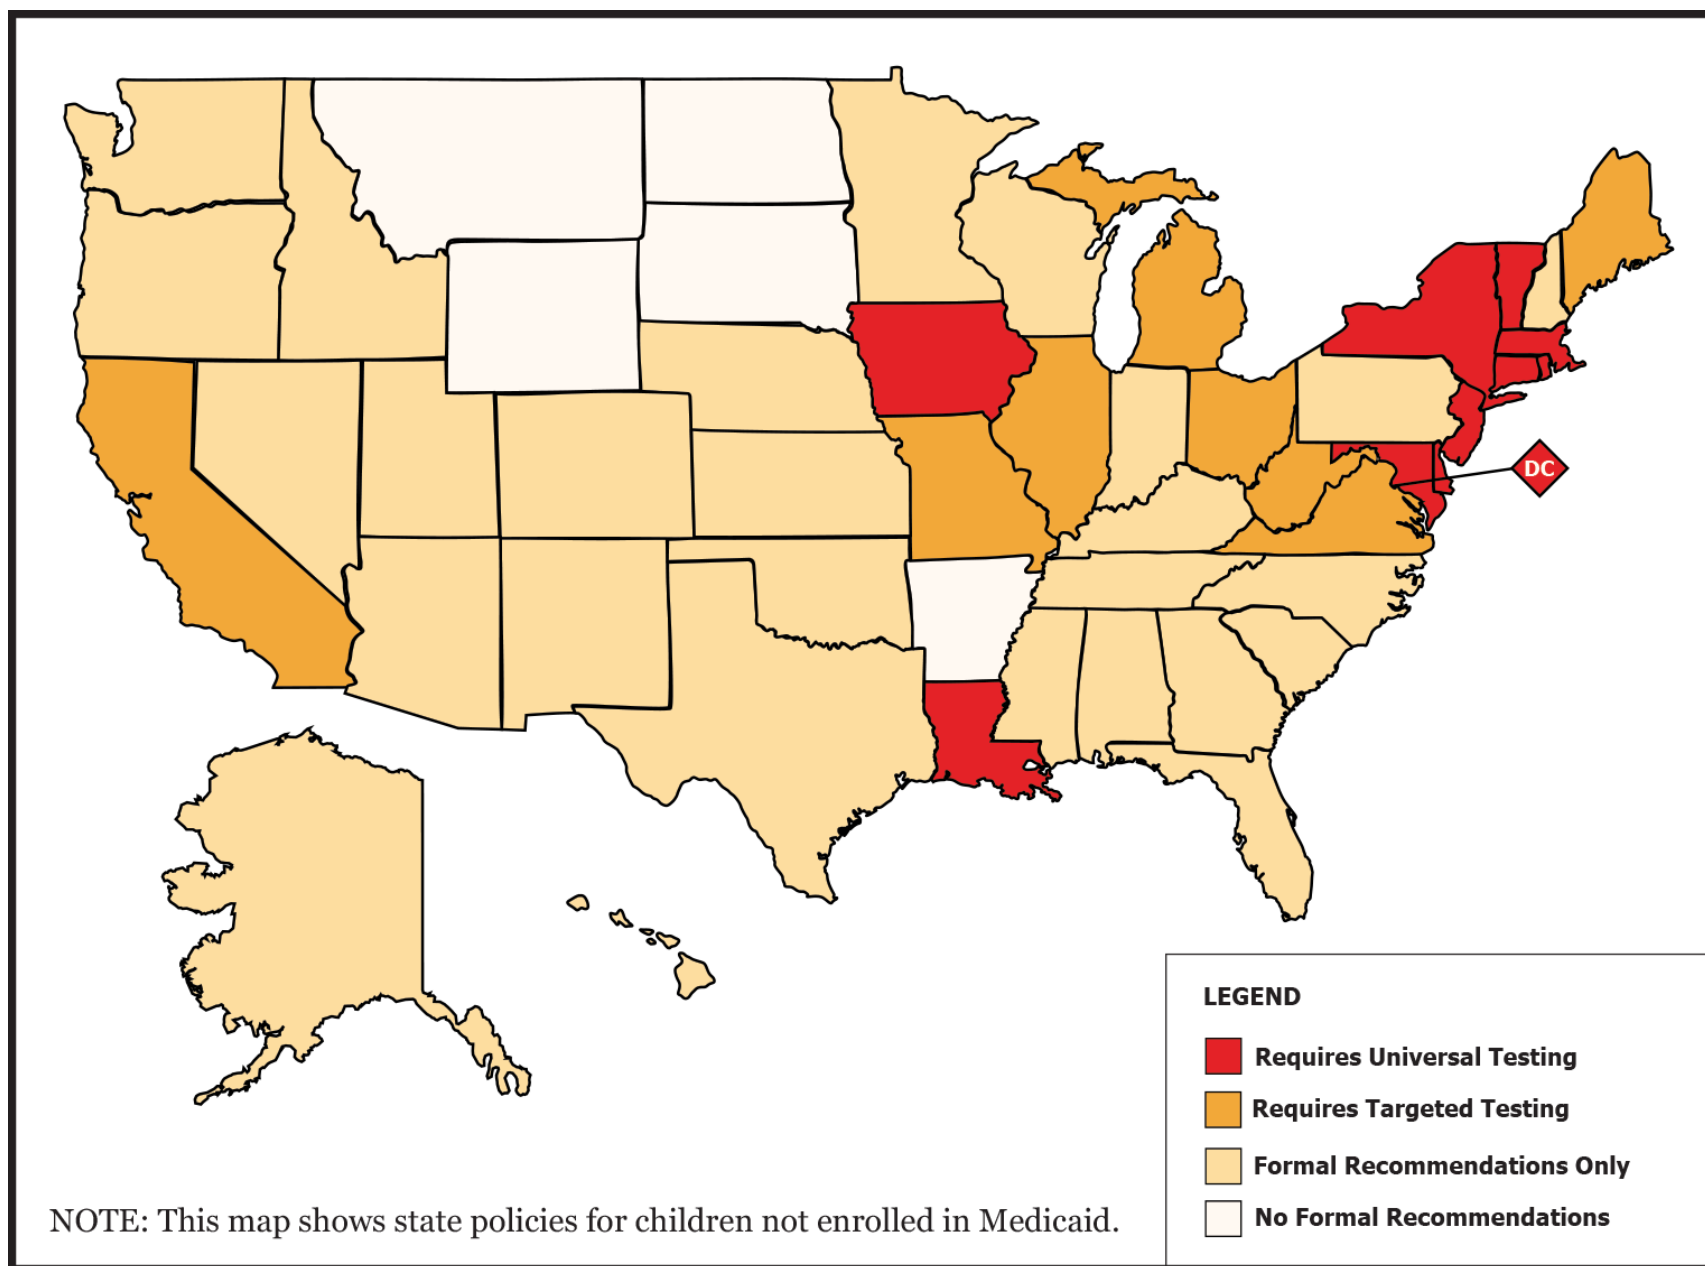 DC
LEGEND
Requires Universal Testing
Requires Targeted Testing
Formal Recommendations Only
No Formal Recommendations
NOTE: This map shows state policies for children not enrolled in Medicaid.